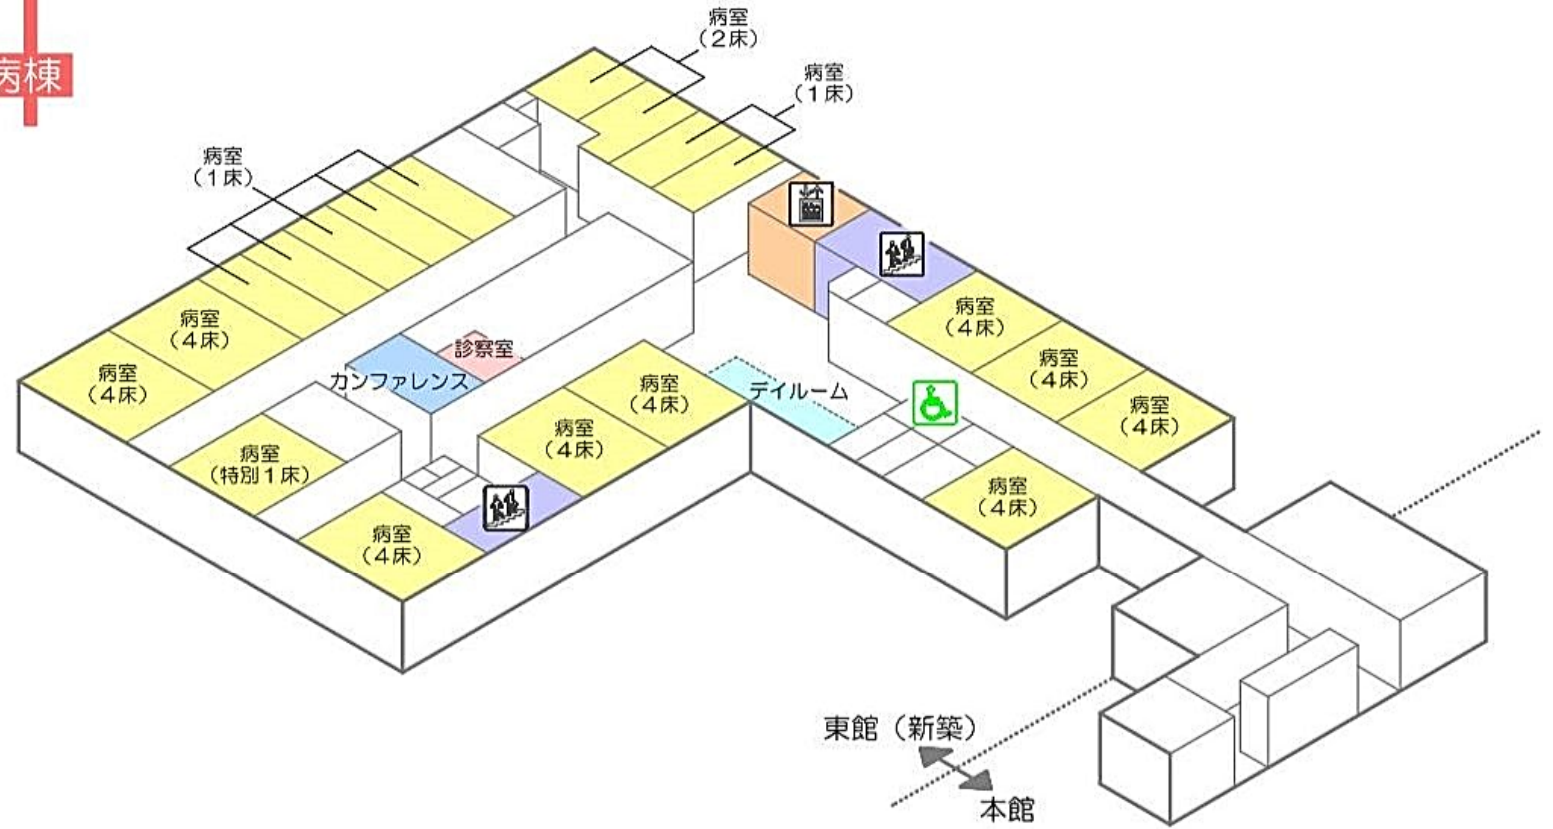 病棟
病室
（２床）
病室
（１床）
病室
（１床）
病室
（４床）
病室
（４床）
診察室
カンファレンス
病室
（特別１床）
病室
（４床）
病室
（４床）
病室
（４床）
デイルーム
病室
（４床）
病室
（４床）
病室
（４床）
病室
（４床）
東館（新築）
本館